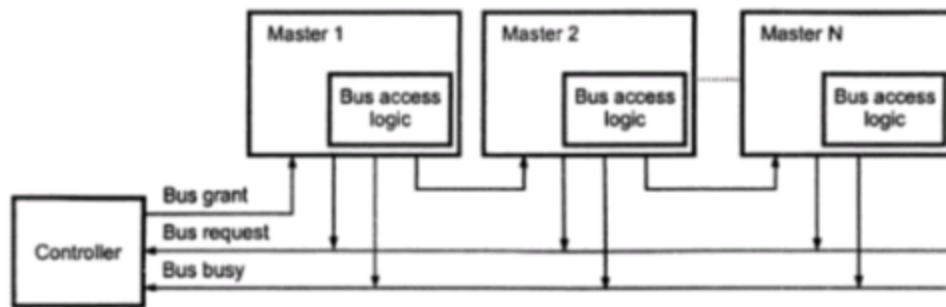 Master 1
Master 2
Master N
Bus access
logic
Bus access
logic
Bus access
logic
Bus grant
Bus request
Controller
Bus busy